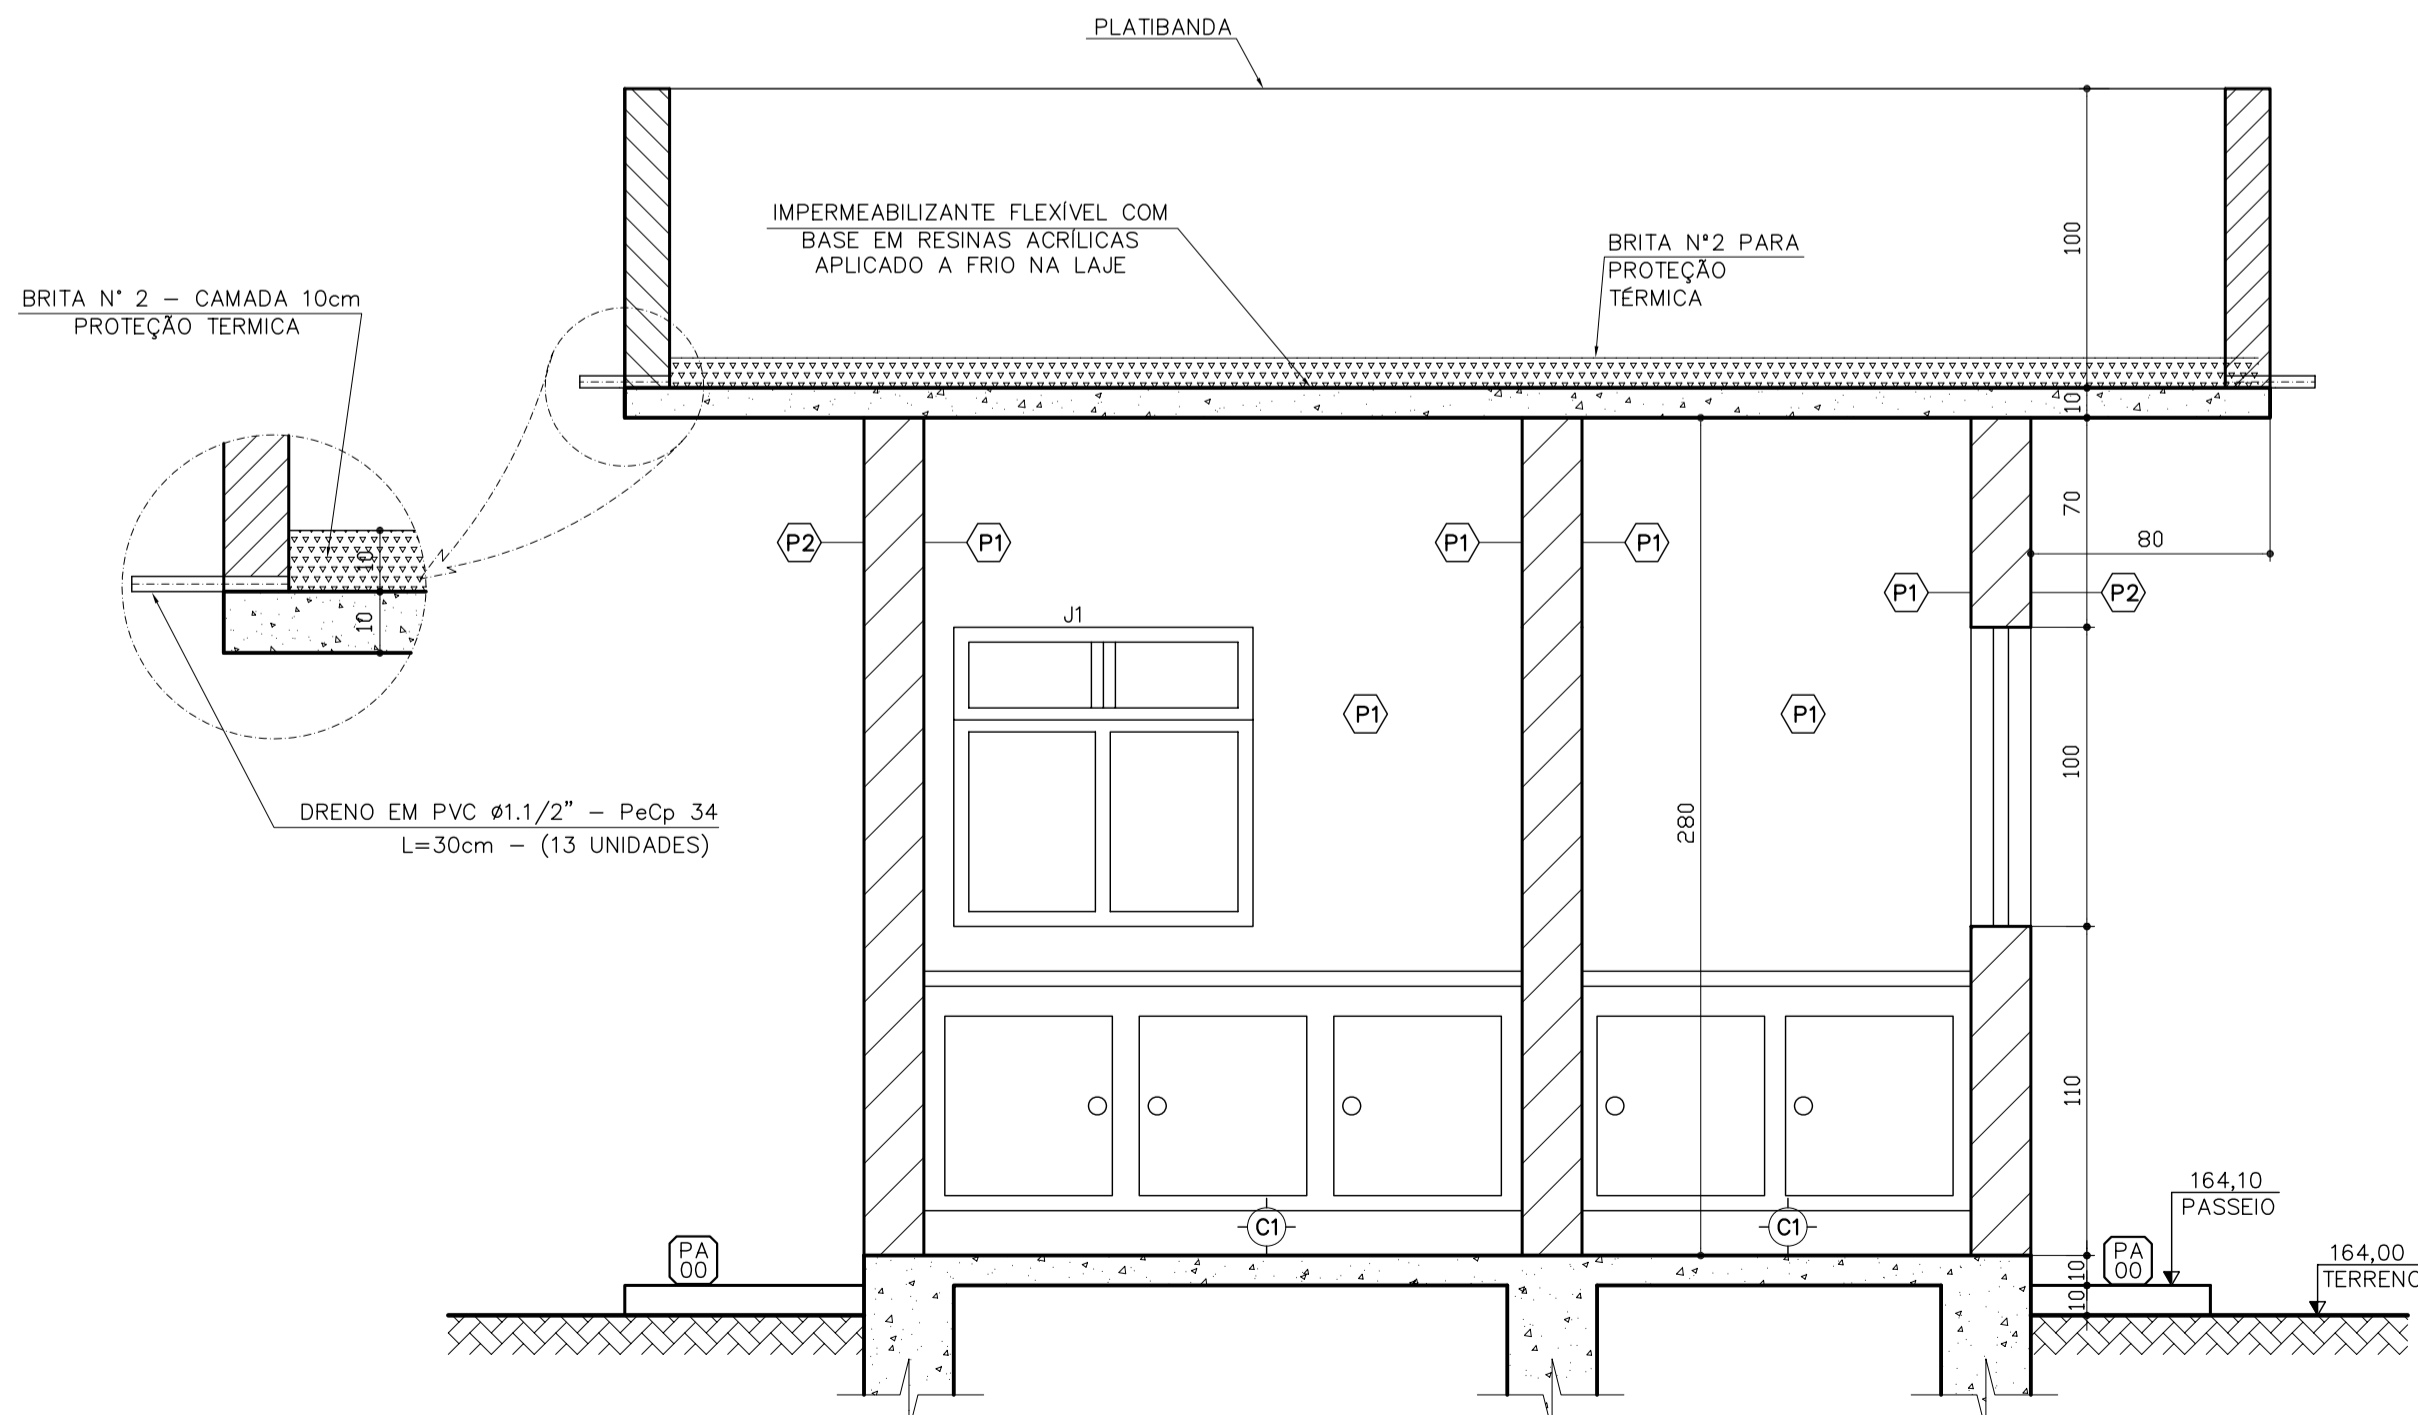 PLATIBANDA
IMPERMEABILIZANTE FLEXÍVEL COM
BASE EM RESINAS ACRÍLICAS
APLICADO A FRIO NA LAJE
BRITA N°2 PARA
PROTEÇÃO
TÉRMICA
100
BRITA N° 2 – CAMADA 10cm
PROTEÇÃO TERMICA
10
70
80
P2
P1
P1
P1
P1
P2
10
10
J1
P1
P1
100
280
DRENO EM PVC ø1.1/2" – PeCp 34
L=30cm – (13 UNIDADES)
110
164,10
PASSEIO
C1
C1
PA
00
PA
00
164,00
TERRENO
10
10